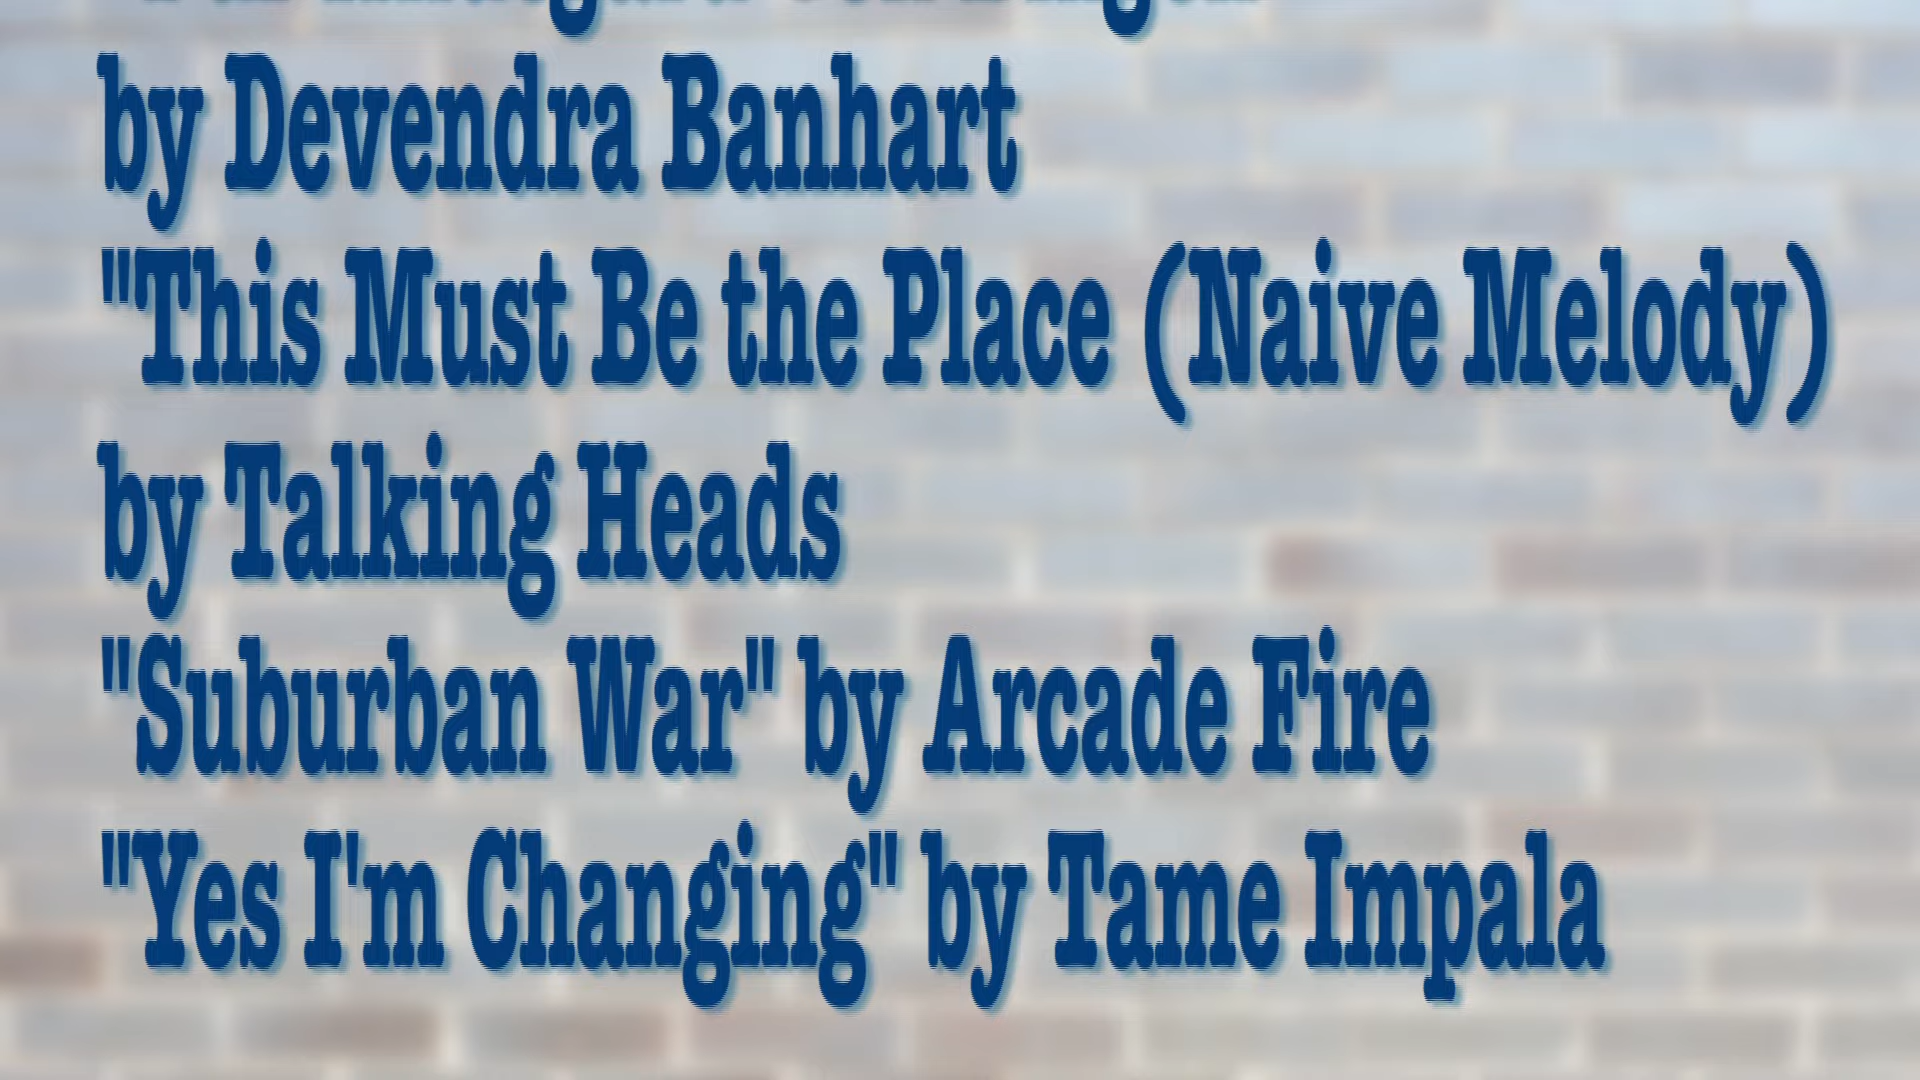 by Devendra Banhart
"This Must Be the Place (Naive Melody)
by Talking Heads
"Suburban War" by Arcade Fire
"Yes I'm Changing" by Tame Impala